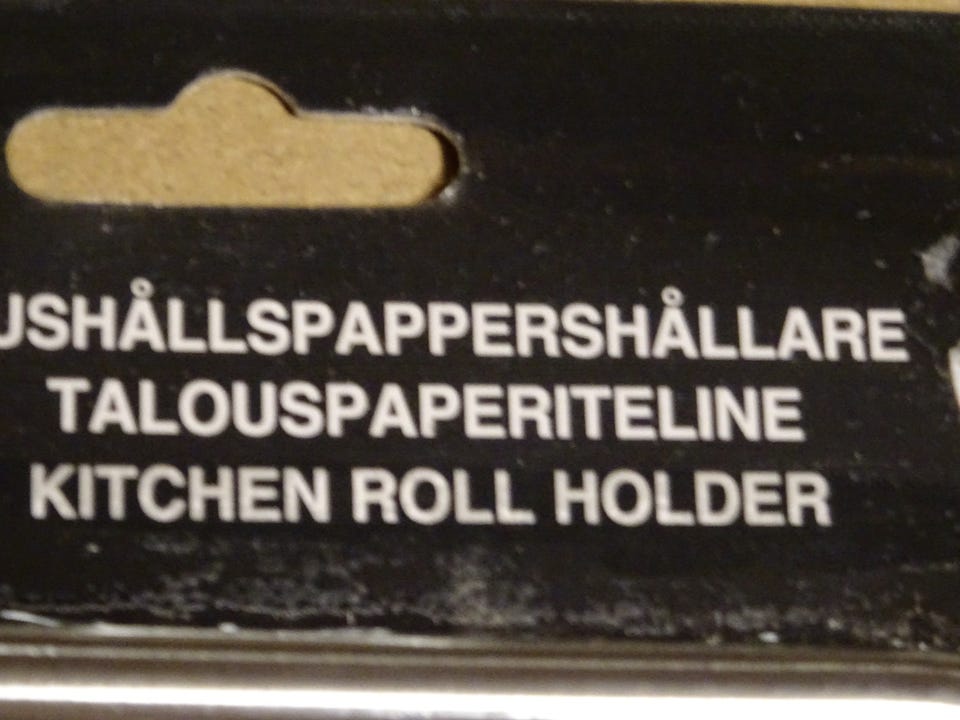 USHÅLLSPAPPERSHÅLLARE
TALOUSPAPERITELINE
KITCHEN ROLL HOLDER